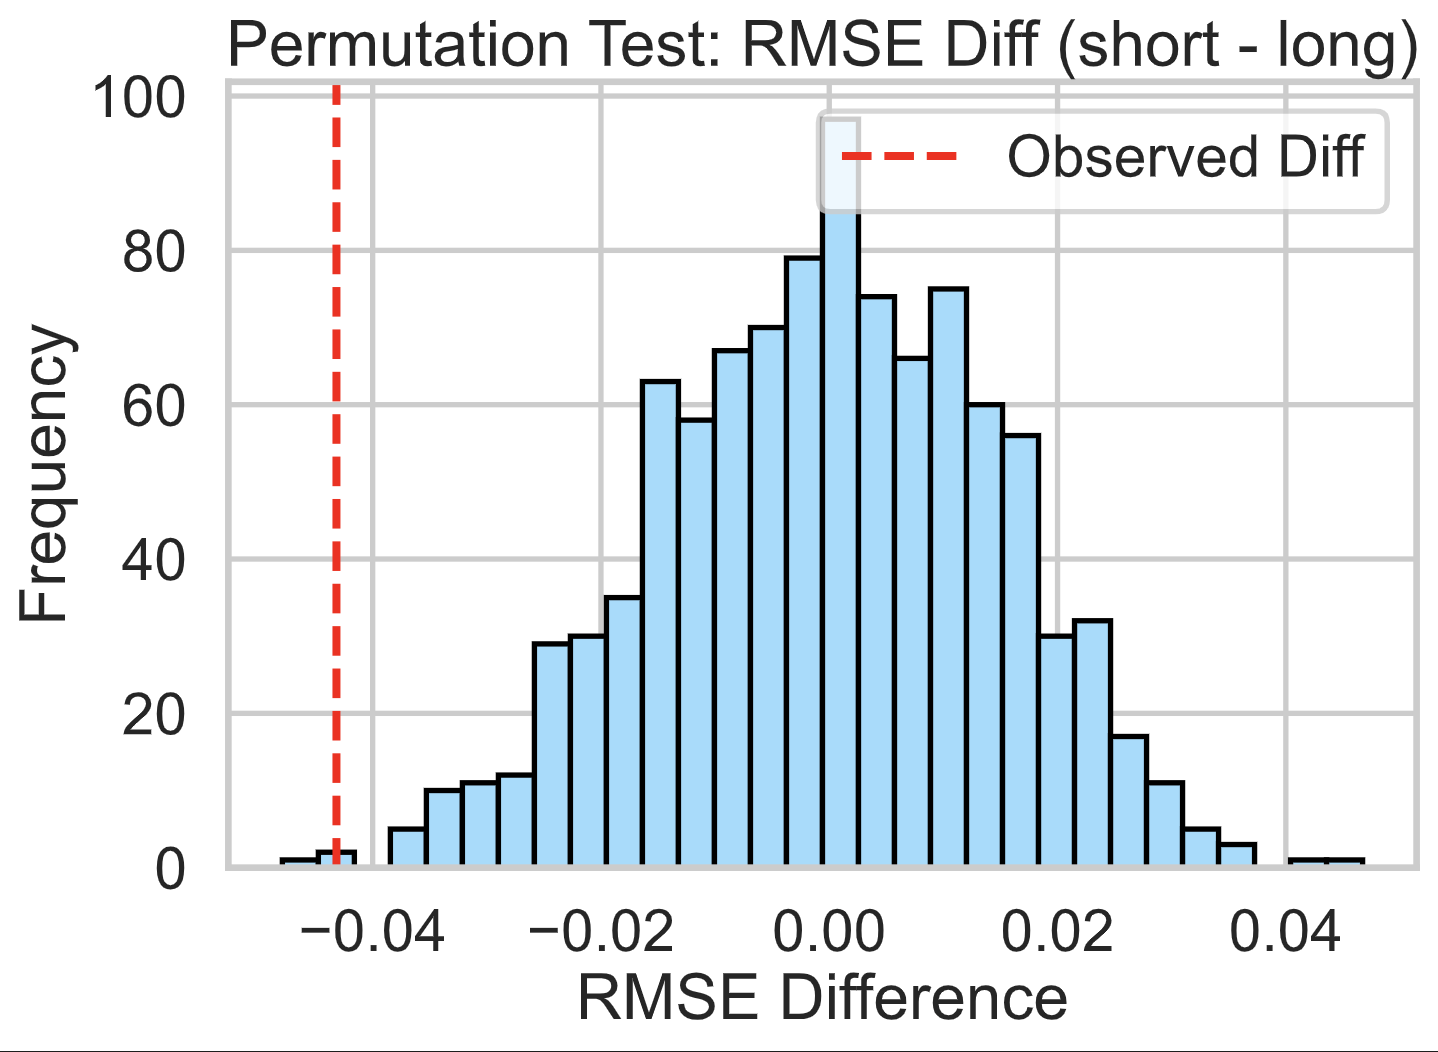 Permutation Test: RMSE Diff (short - long)
100
80
60
40
20
0
Frequency
Observed Diff
−0.04 −0.02 0.00 0.02 0.04
RMSE Difference